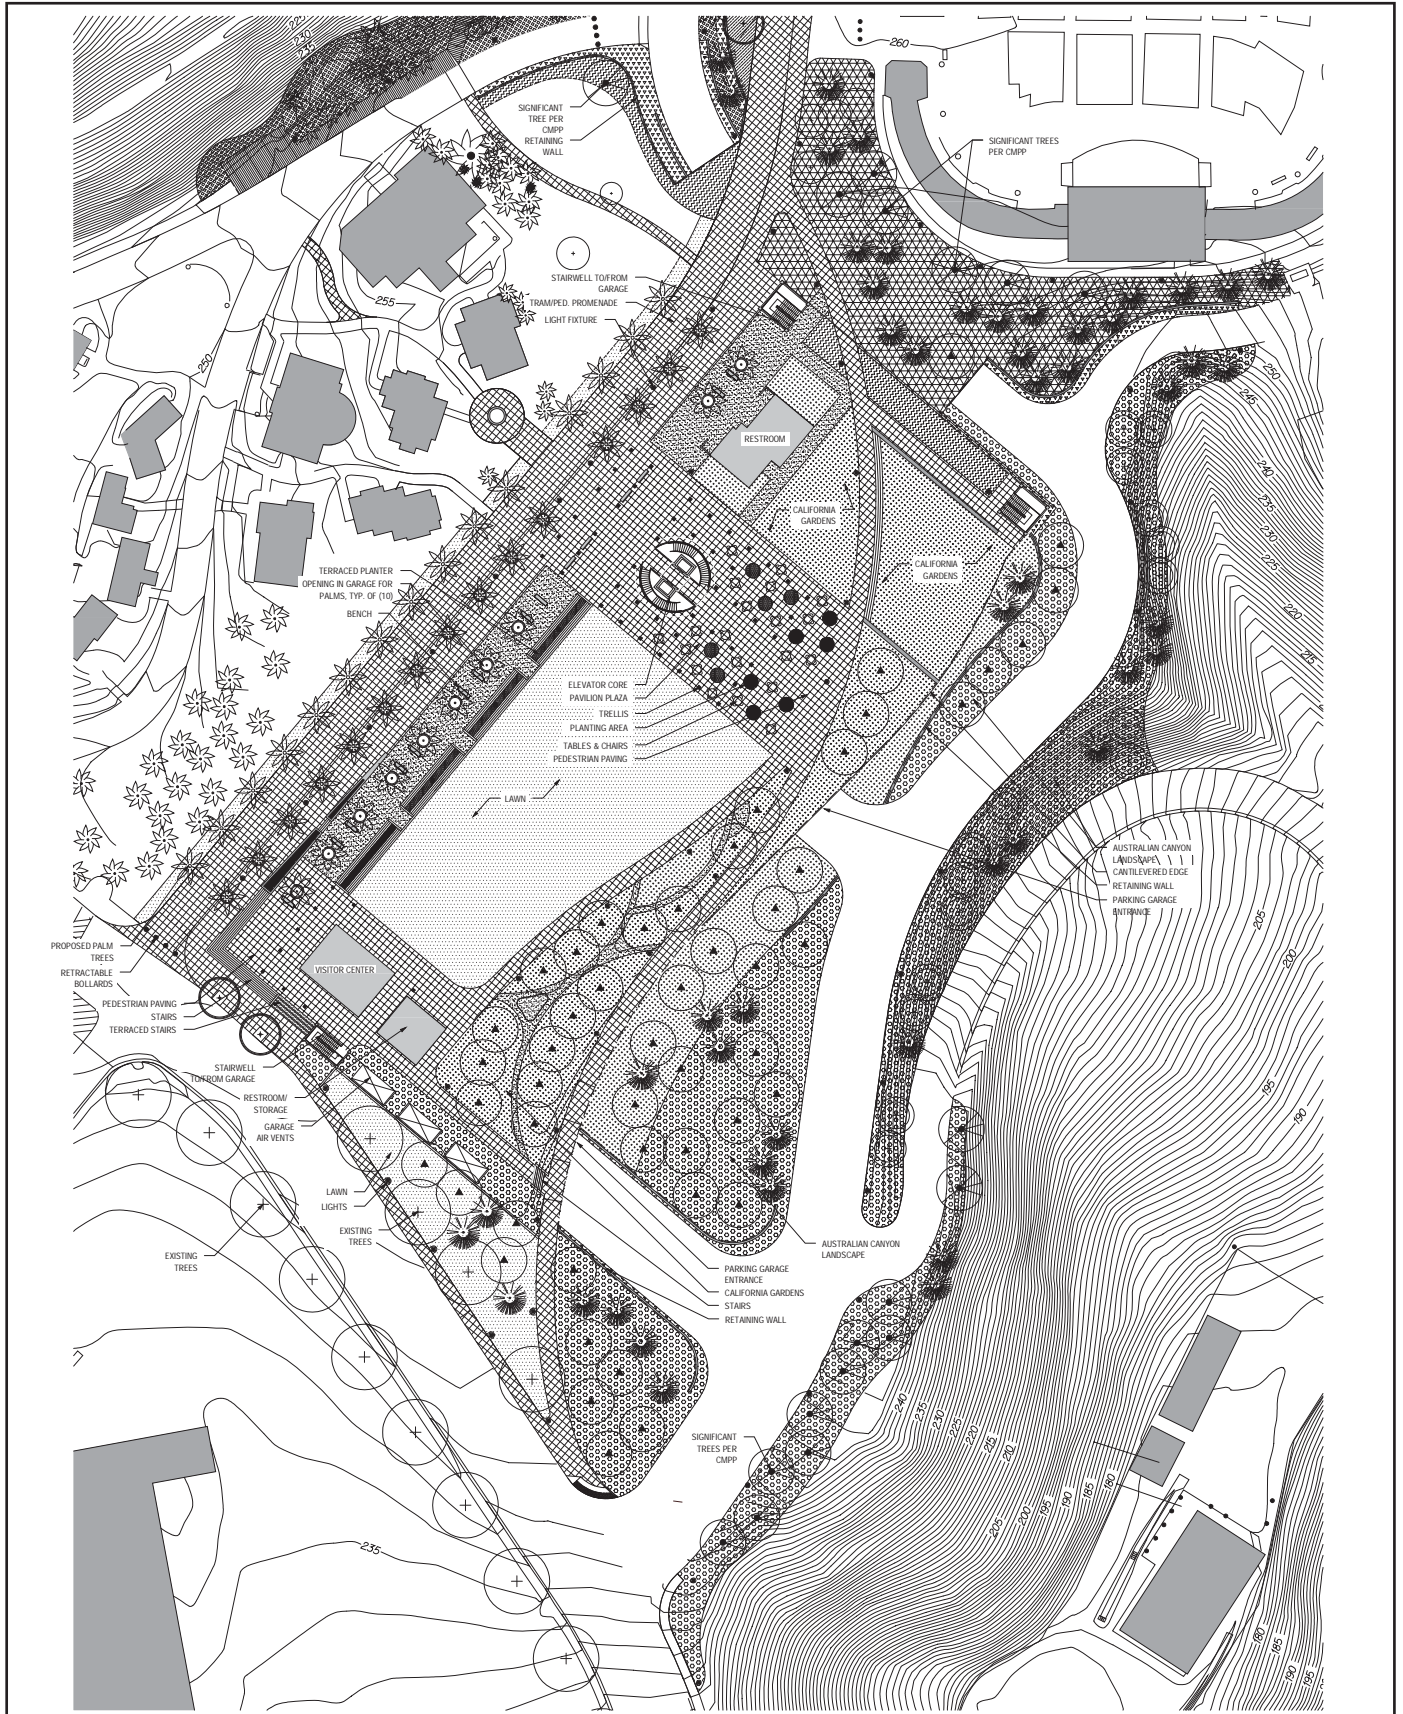 225
230
235
260
SIGNIFICANT
TREE PER
CMPP
RETAINING
WALL
SIGNIFICANT TREES
PER CMPP
STAIRWELL TO/FROM
GARAGE
TRAM/PED. PROMENADE
LIGHT FIXTURE
255
250
250
245
240
235
230
225
220
215
RESTROOM
CALIFORNIA
GARDENS
CALIFORNIA
GARDENS
TERRACED PLANTER
OPENING IN GARAGE FOR
PALMS, TYP. OF (10)
BENCH
ELEVATOR CORE
PAVILION PLAZA
TRELLIS
PLANTING AREA
TABLES & CHAIRS
PEDESTRIAN PAVING
LAWN
AUSTRALIAN CANYON
LANDSCAPE
CANTILEVERED EDGE
RETAINING WALL
PARKING GARAGE
ENTRANCE
205
200
195
190
PROPOSED PALM
TREES
RETRACTABLE
BOLLARDS
PEDESTRIAN PAVING
STAIRS
TERRACED STAIRS
VISITOR CENTER
STAIRWELL
TO/FROM GARAGE
RESTROOM/
STORAGE
GARAGE
AIR VENTS
LAWN
LIGHTS
EXISTING
TREES
EXISTING
TREES
AUSTRALIAN CANYON
LANDSCAPE
PARKING GARAGE
ENTRANCE
CALIFORNIA GARDENS
STAIRS
RETAINING WALL
SIGNIFICANT
TREES PER
CMPP
240
235
230
225
220
215
210
205
200
195
190
185
180
235
180
185
190
195